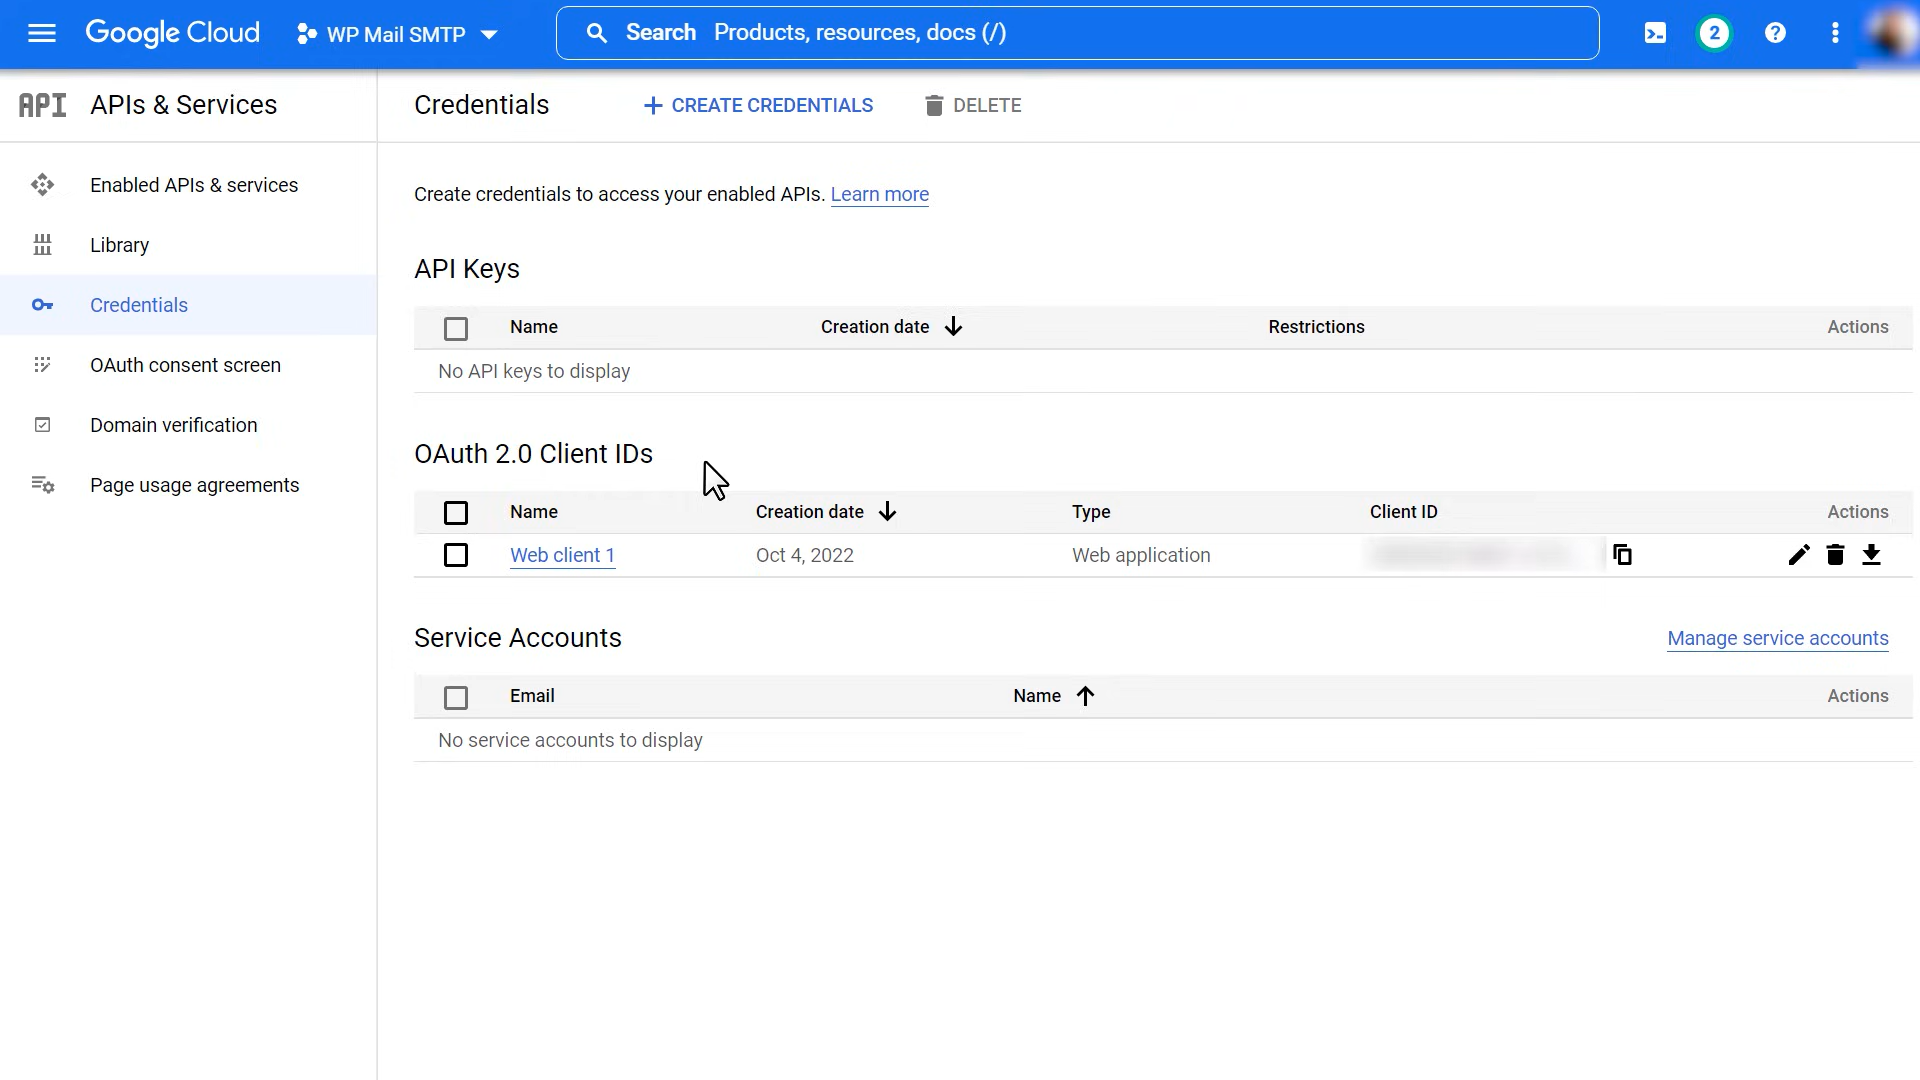 Google Cloud
WP Mail SMTP
Search Products, resources, docs (/)
2
?
API APIs & Services
Credentials
+ CREATE CREDENTIALS
DELETE
Enabled APIs & services
Library
Credentials
OAuth consent screen
Domain verification
Page usage agreements
Create credentials to access your enabled APIs. Learn more
API Keys
Name Creation date Restrictions Actions
No API keys to display
OAuth 2.0 Client IDs
Name Creation date Type Client ID Actions
Web client 1 Oct 4, 2022 Web application
Service Accounts
Manage service accounts
Email Name Actions
No service accounts to display